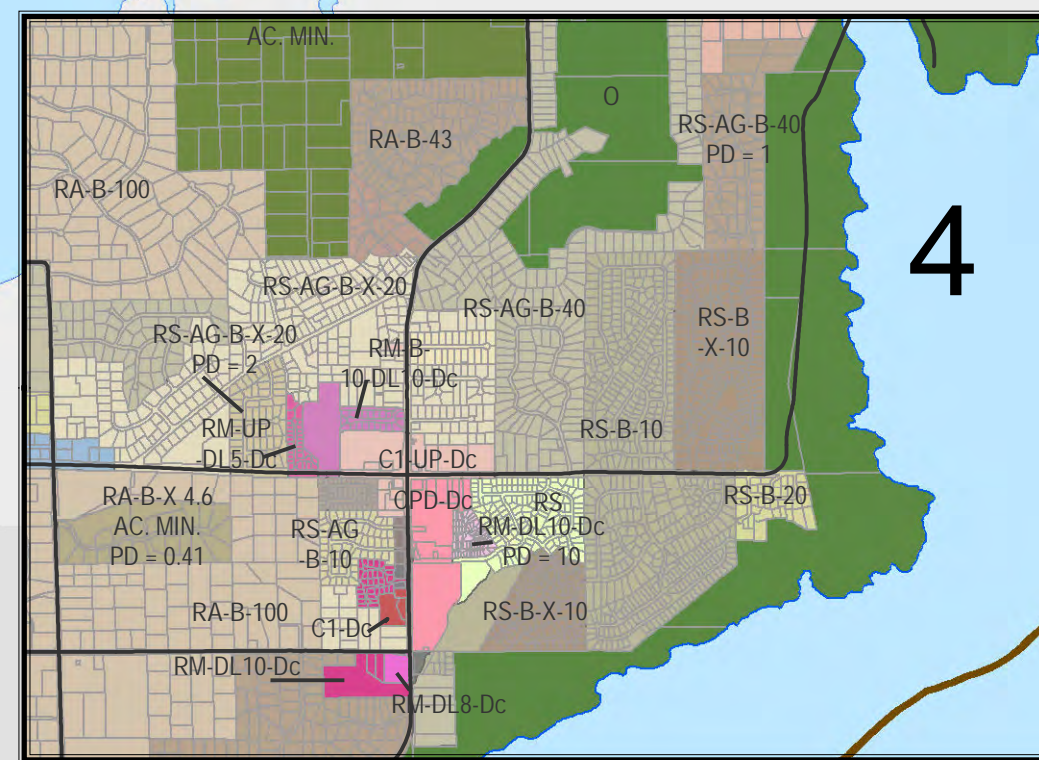 AC. MIN.
O
RA-B-43
RS-AG-B-40
PD = 1
RA-B-100
4
RS-AG-B-X-20
RS-AG-B-40
RS-B
-X-10
RS-AG-B-X-20
PD = 2
RM-B-
10-DL10-Dc
RM-UP
-DL5-Dc
RS-B-10
C1-UP-Dc
RA-B-X 4.6
AC. MIN.
PD = 0.41
CPD-Dc
RS
RS-B-20
RS-AG
-B-10
RM-DL10-Dc
PD = 10
RA-B-100
RS-B-X-10
C1-Dc
RM-DL10-Dc
RM-DL8-Dc